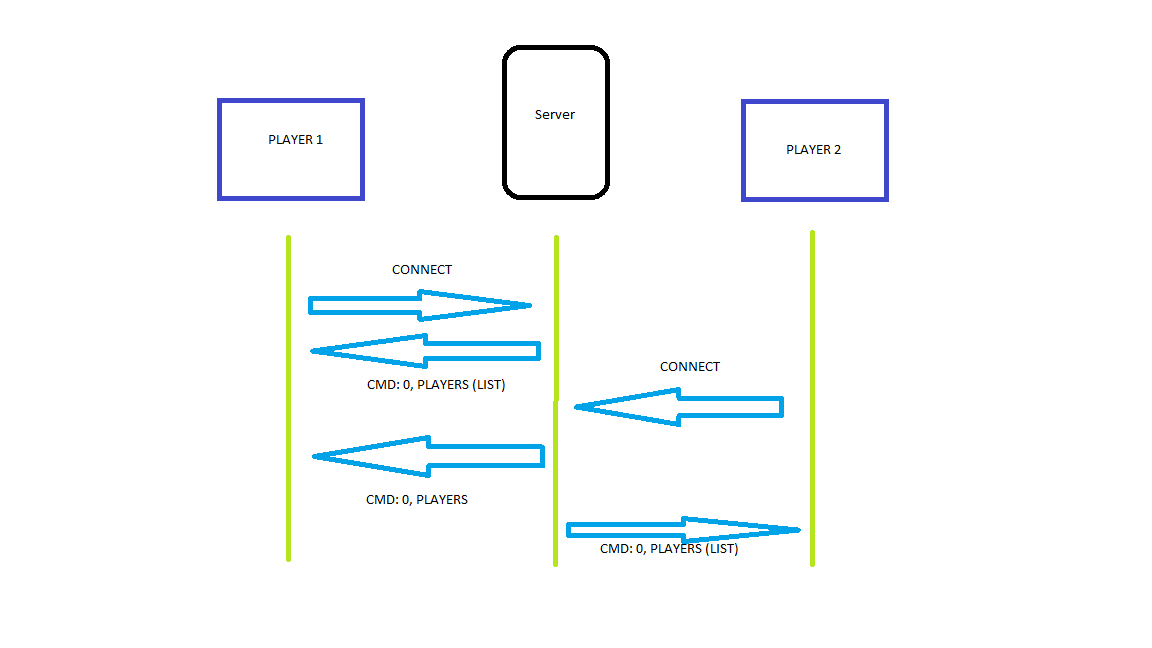 Server
PLAYER 1
PLAYER 2
CONNECT
CMD: 0, PLAYERS (LIST)
CONNECT
CMD: 0, PLAYERS
CMD: 0, PLAYERS (LIST)